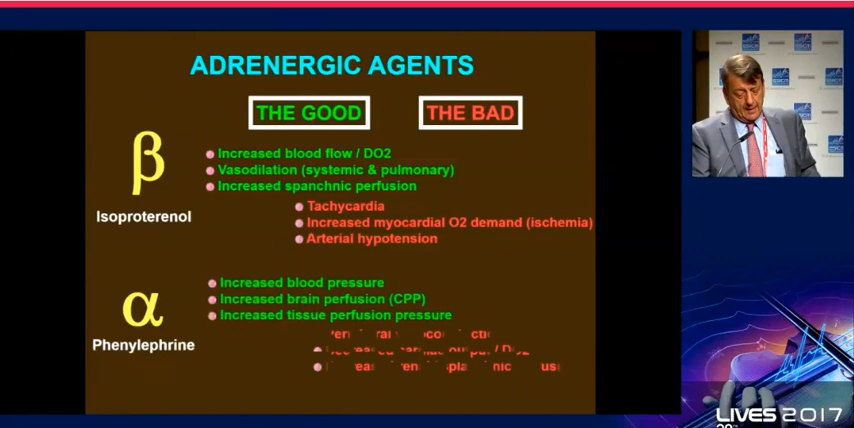 ADRENERGIC AGENTS
THE GOOD THE BAD
β
Isoproterenol
Increased blood flow / DO2
Vasodilation (systemic & pulmonary)
Increased spanchnic perfusion
Tachycardia
Increased myocardial O2 demand (ischemia)
Arterial hypotension
α
Phenylephrine
Increased blood pressure
Increased brain perfusion (CPP)
Increased tissue perfusion pressure
LIVES 2017